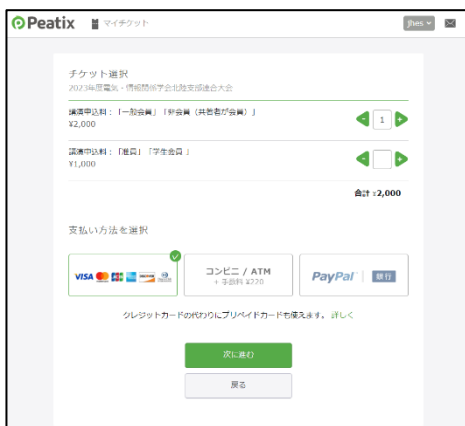 Peatix マイチケット jhes
チケット選択
2023年度電気・情報関係学会北陸支部連合大会
講演申込料：「一般会員」「非会員（共著者が会員）」
¥2,000
- 1 +
講演申込料：「准員」「学生会員」
¥1,000
- +
合計 ¥2,000
支払い方法を選択
VISA JCB DISCOVER
コンビニ / ATM
+ 手数料 ¥220
PayPal 銀行
クレジットカードの代わりにプリペイドカードも使えます。 詳しく
次に進む
戻る